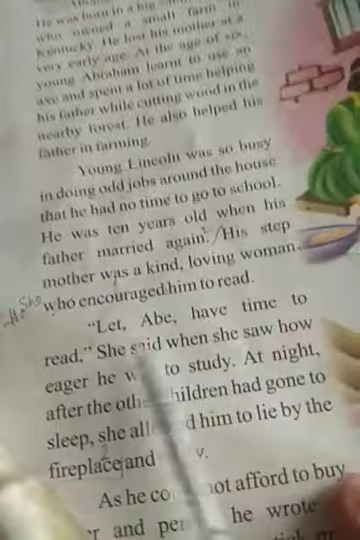 He was born in a big
who owned a small farm in
Kentucky. He lost his mother at a
very early age. At the age of six,
young Abraham learnt to use an
axe and spent a lot of time helping
his father while cutting wood in the
nearby forest. He also helped his
father in farming.
Young Lincoln was so busy
in doing odd jobs around the house
that he had no time to go to school.
He was ten years old when his
father married again. His step
mother was a kind, loving woman
She
who encouraged him to read.
"Let, Abe, have time to
read," She said when she saw how
eager he w to study. At night,
after the oth hildren had gone to
sleep, she all d him to lie by the
fireplace and
As he co not afford to buy
and he wrote